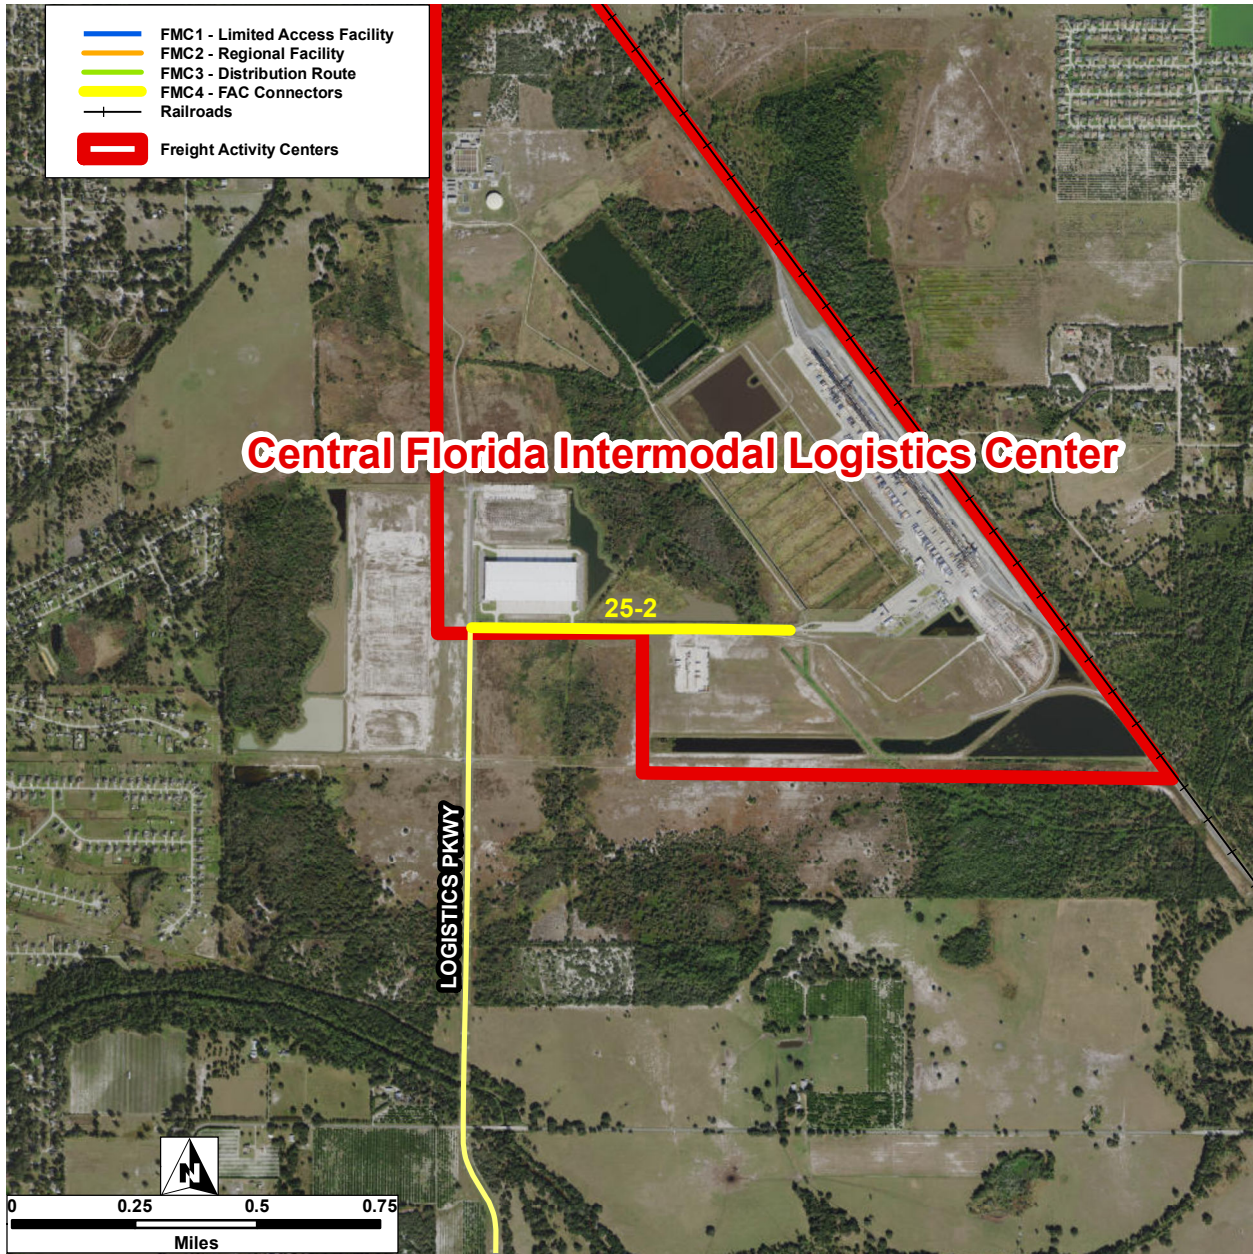 FMC1 - Limited Access Facility
FMC2 - Regional Facility
FMC3 - Distribution Route
FMC4 - FAC Connectors
Railroads
Freight Activity Centers
Central Florida Intermodal Logistics Center
25-2
LOGISTICS PKWY
N
0 0.25 0.5 0.75
Miles